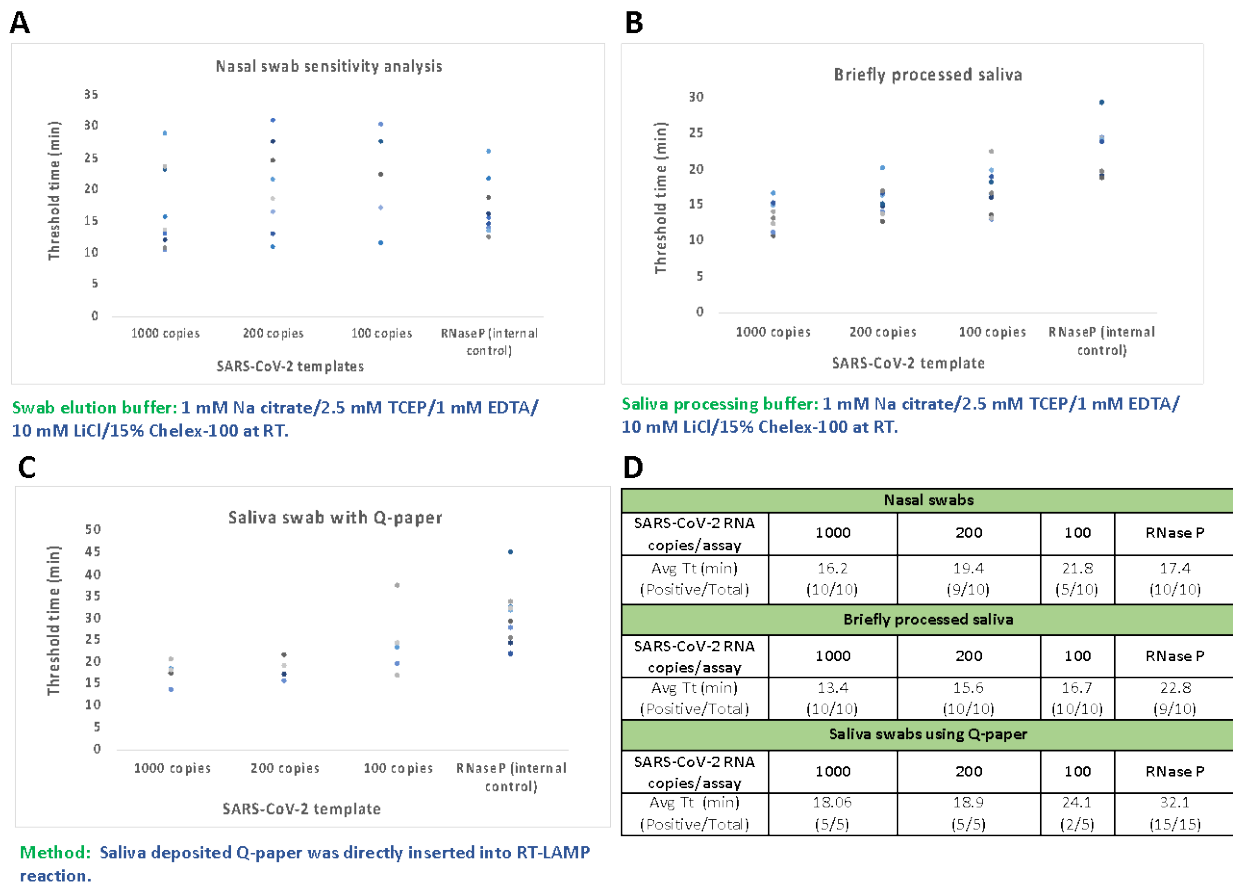 A
Nasal swab sensitivity analysis
Threshold time (min)
35
30
25
20
15
10
5
0
1000 copies
200 copies
100 copies
RNaseP (internal
control)
SARS-CoV-2 templates
Swab elution buffer: 1 mM Na citrate/2.5 mM TCEP/1 mM EDTA/
10 mM LiCl/15% Chelex-100 at RT.
B
Briefly processed saliva
Threshold time (min)
30
25
20
15
10
5
0
1000 copies
200 copies
100 copies
RNaseP (internal
control)
SARS-CoV-2 template
Saliva processing buffer: 1 mM Na citrate/2.5 mM TCEP/1 mM EDTA/
10 mM LiCl/15% Chelex-100 at RT.
C
Saliva swab with Q-paper
Threshold time (min)
50
45
40
35
30
25
20
15
10
5
0
1000 copies
200 copies
100 copies
RNaseP (internal
control)
SARS-CoV-2 template
Method: Saliva deposited Q-paper was directly inserted into RT-LAMP
reaction.
D
Nasal swabs
SARS-CoV-2 RNA
copies/assay
1000
200
100
RNase P
Avg Tt (min)
(Positive/Total)
16.2
(10/10)
19.4
(9/10)
21.8
(5/10)
17.4
(10/10)
Briefly processed saliva
SARS-CoV-2 RNA
copies/assay
1000
200
100
RNase P
Avg Tt (min)
(Positive/Total)
13.4
(10/10)
15.6
(10/10)
16.7
(10/10)
22.8
(9/10)
Saliva swabs using Q-paper
SARS-CoV-2 RNA
copies/assay
1000
200
100
RNase P
Avg Tt (min)
(Positive/Total)
18.06
(5/5)
18.9
(5/5)
24.1
(2/5)
32.1
(15/15)